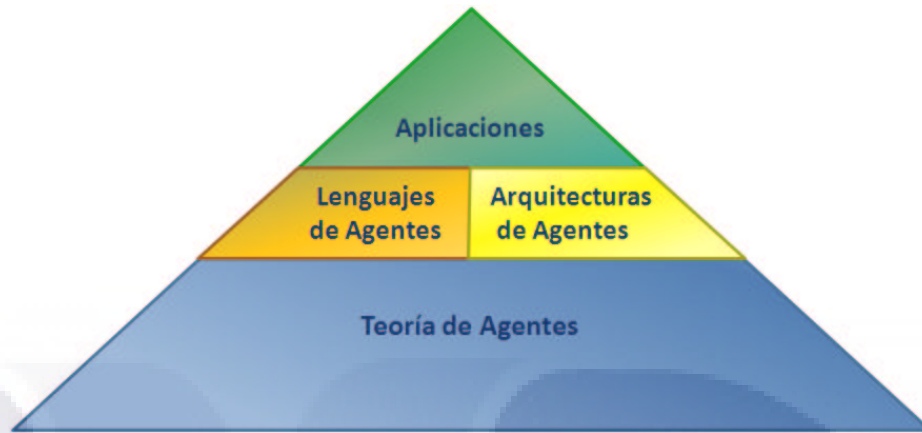 Aplicaciones
Lenguajes
de Agentes
Arquitecturas
de Agentes
Teoría de Agentes